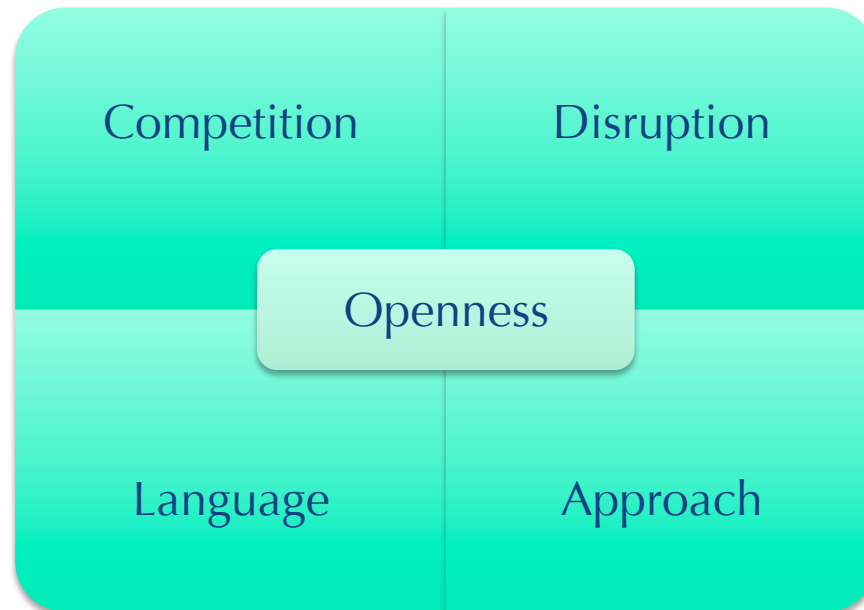 Competition
Disruption
Openness
Language
Approach